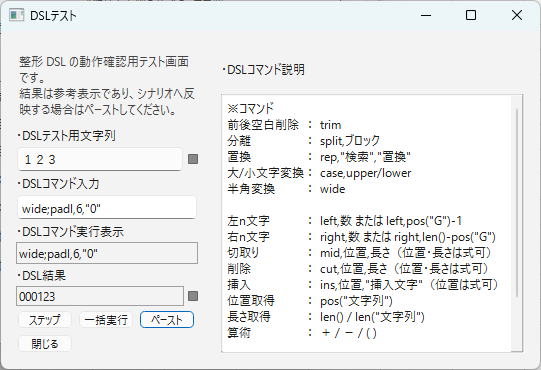 DSLテスト
整形 DSL の動作確認用テスト画面
です。
結果は参考表示であり、シナリオへ反
映する場合はペーストしてください。
・DSLテスト用文字列
１２３
・DSLコマンド入力
wide;padl,6,"0"
・DSLコマンド実行表示
wide;padl,6,"0"
・DSL結果
000123
ステップ 一括実行 ペースト
閉じる
・DSLコマンド説明
※コマンド
前後空白削除 ： trim
分離 ： split,ブロック
置換 ： rep,"検索","置換"
大/小文字変換 ： case,upper/lower
半角変換 ： wide
左n文字 ： left,数 または left,pos("G")-1
右n文字 ： right,数 または right,len()-pos("G")
切取り ： mid,位置,長さ（位置・長さは式可）
削除 ： cut,位置,長さ（位置・長さは式可）
挿入 ： ins,位置,"挿入文字"（位置は式可）
位置取得 ： pos("文字列")
長さ取得 ： len() / len("文字列")
算術 ： ＋ / － / ( )